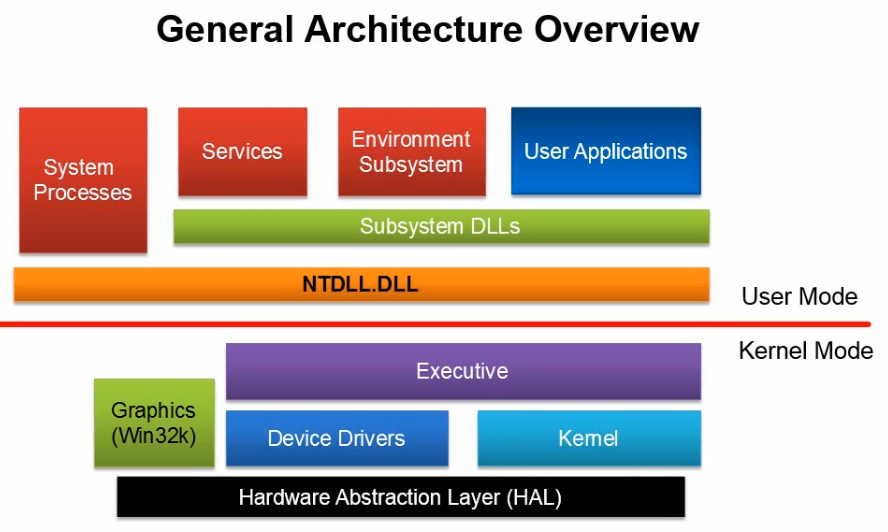 General Architecture Overview
System
Processes
Services
Environment
Subsystem
User Applications
Subsystem DLLs
NTDLL.DLL
User Mode
Kernel Mode
Executive
Graphics
(Win32k)
Device Drivers
Kernel
Hardware Abstraction Layer (HAL)